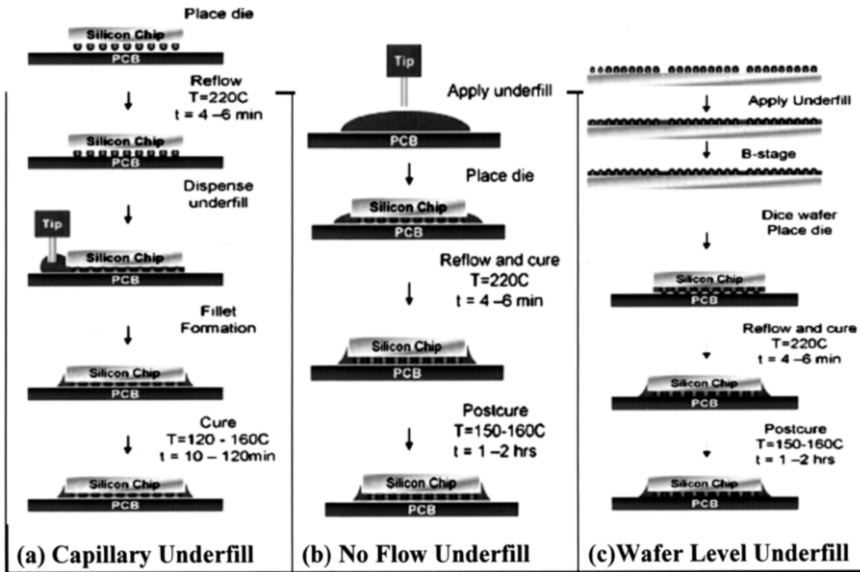 Place die
Silicon Chip
PCB
Reflow
T=220C
t = 4 –6 min
Silicon Chip
PCB
Dispense
underfill
Tip
Silicon Chip
PCB
Fillet
Formation
Silicon Chip
PCB
Cure
T=120 - 160C
t = 10 – 120min
Silicon Chip
PCB
(a) Capillary Underfill
Tip
Apply underfill
PCB
Place die
Silicon Chip
PCB
Reflow and cure
T=220C
t = 4 –6 min
Silicon Chip
PCB
Postcure
T=150-160C
t = 1 –2 hrs
Silicon Chip
PCB
(b) No Flow Underfill
Apply Underfill
B-stage
Dice wafer
Place die
Silicon Chip
PCB
Reflow and cure
T=220C
t = 4 –6 min
Silicon Chip
PCB
Postcure
T=150-160C
t = 1 –2 hrs
Silicon Chip
PCB
(c)Wafer Level Underfill